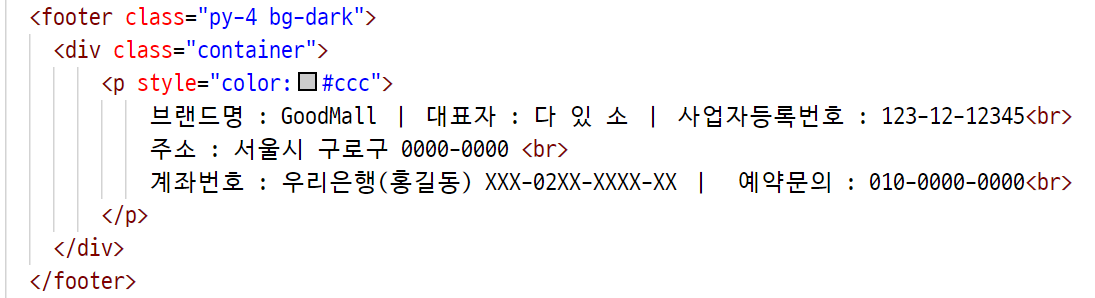 <footer class="py-4 bg-dark">
<div class="container">
<p style="color:#ccc">
브랜드명 : GoodMall | 대표자 : 다 있 소 | 사업자등록번호 : 123-12-12345<br>
주소 : 서울시 구로구 0000-0000 <br>
계좌번호 : 우리은행(홍길동) XXX-02XX-XXXX-XX | 예약문의 : 010-0000-0000<br>
</p>
</div>
</footer>